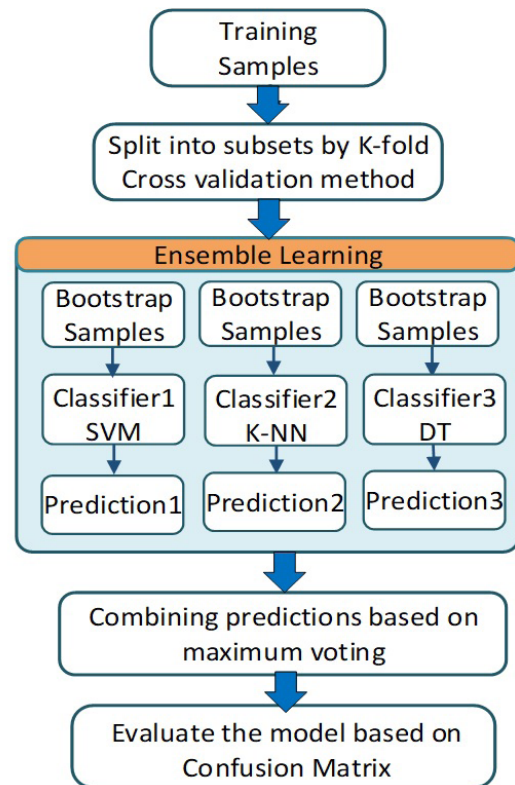 Training
Samples
Split into subsets by K-fold
Cross validation method
Ensemble Learning
Bootstrap
Samples
Bootstrap
Samples
Bootstrap
Samples
Classifier1
SVM
Classifier2
K-NN
Classifier3
DT
Prediction1
Prediction2
Prediction3
Combining predictions based on
maximum voting
Evaluate the model based on
Confusion Matrix